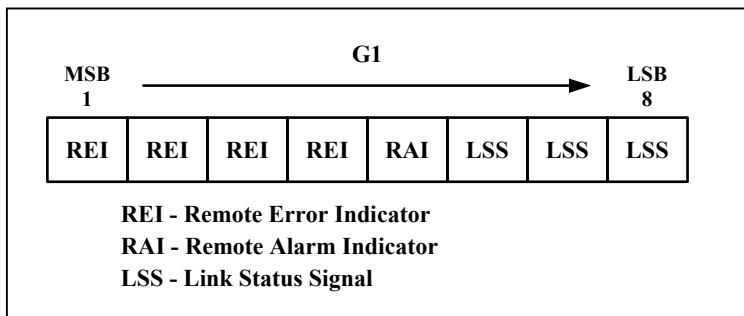 G1
MSB LSB
1 8
REI REI REI REI RAI LSS LSS LSS
REI - Remote Error Indicator
RAI - Remote Alarm Indicator
LSS - Link Status Signal